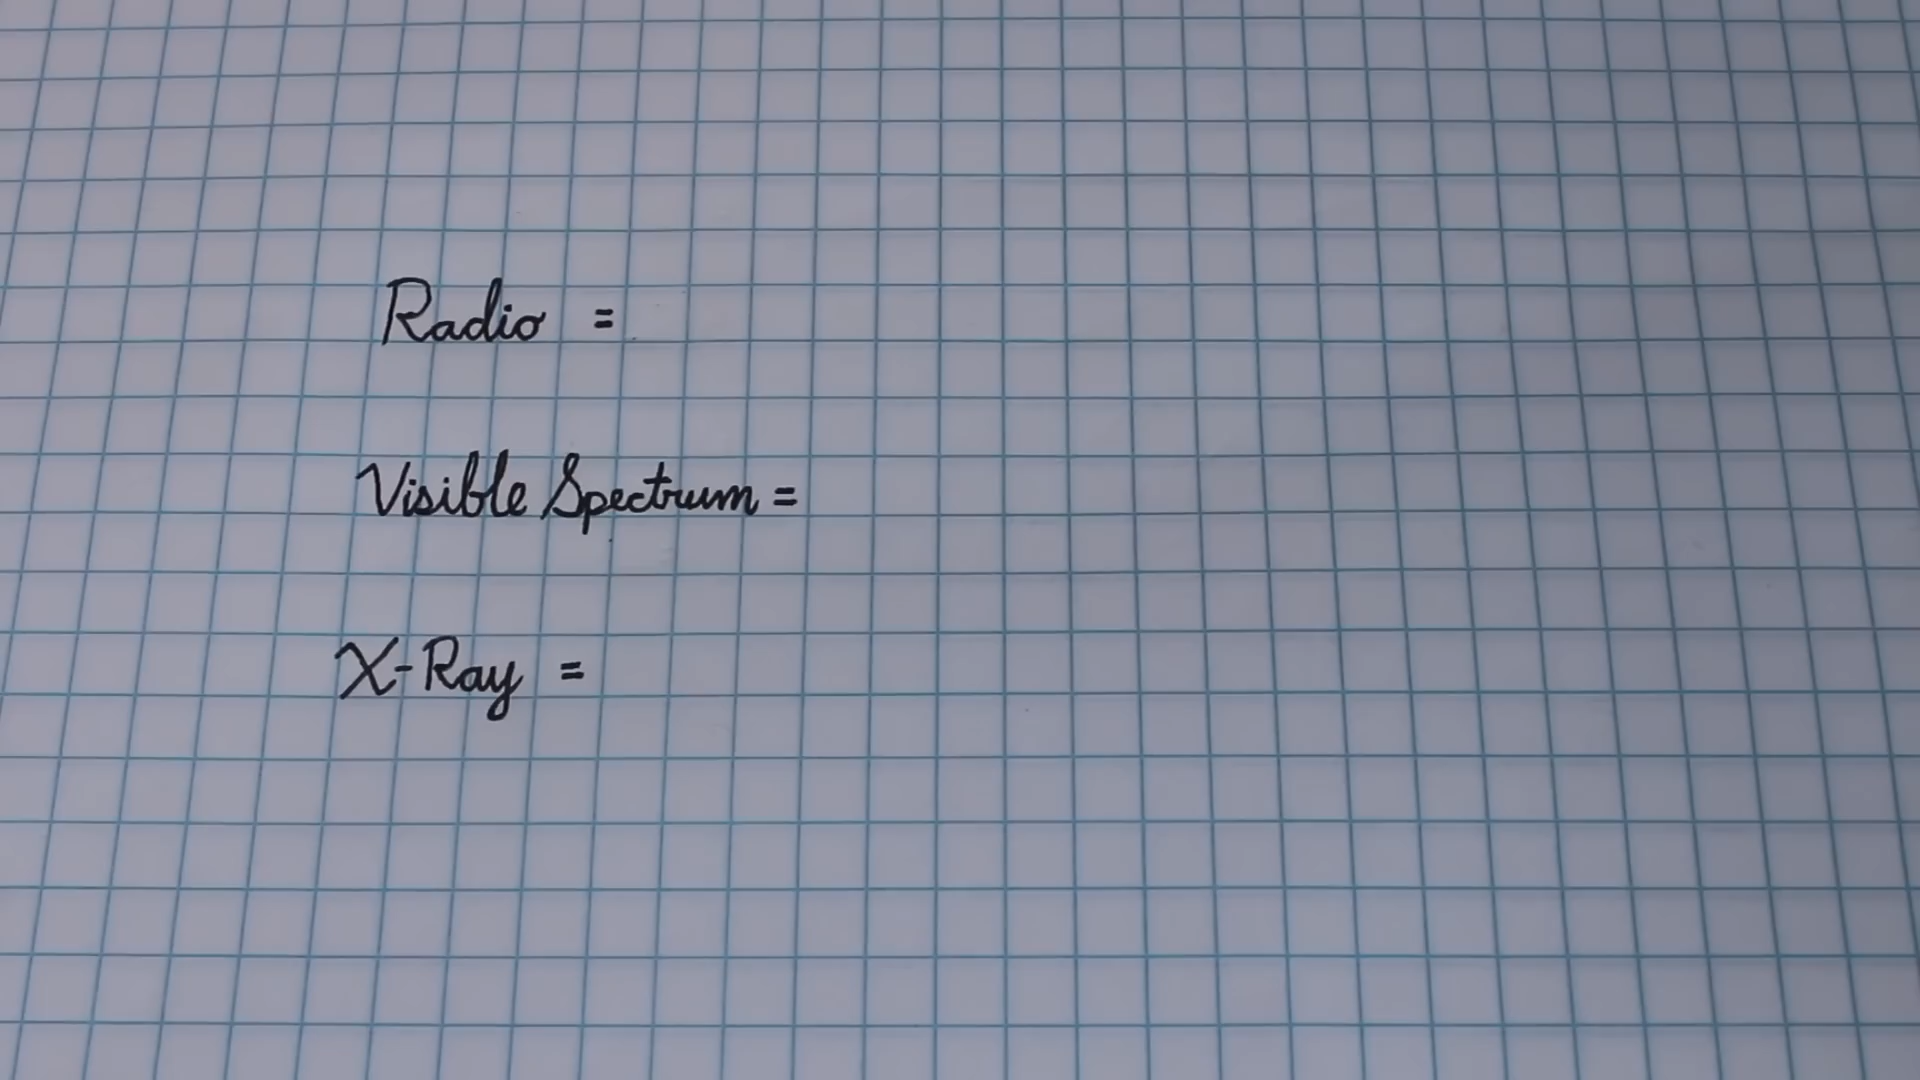 Radio =
Visible Spectrum =
X-Ray =